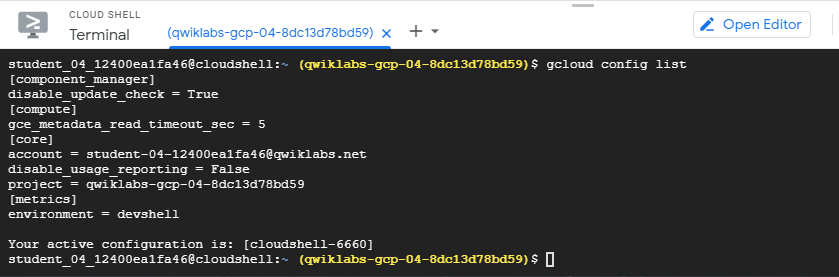 CLOUD SHELL
Terminal
(qwiklabs-gcp-04-8dc13d78bd59)
Open Editor
student_04_12400ea1fa46@cloudshell:~ (qwiklabs-gcp-04-8dc13d78bd59)$ gcloud config list
[component_manager]
disable_update_check = True
[compute]
gce_metadata_read_timeout_sec = 5
[core]
account = student-04-12400ea1fa46@qwiklabs.net
disable_usage_reporting = False
project = qwiklabs-gcp-04-8dc13d78bd59
[metrics]
environment = devshell
Your active configuration is: [cloudshell-6660]
student_04_12400ea1fa46@cloudshell:~ (qwiklabs-gcp-04-8dc13d78bd59)$